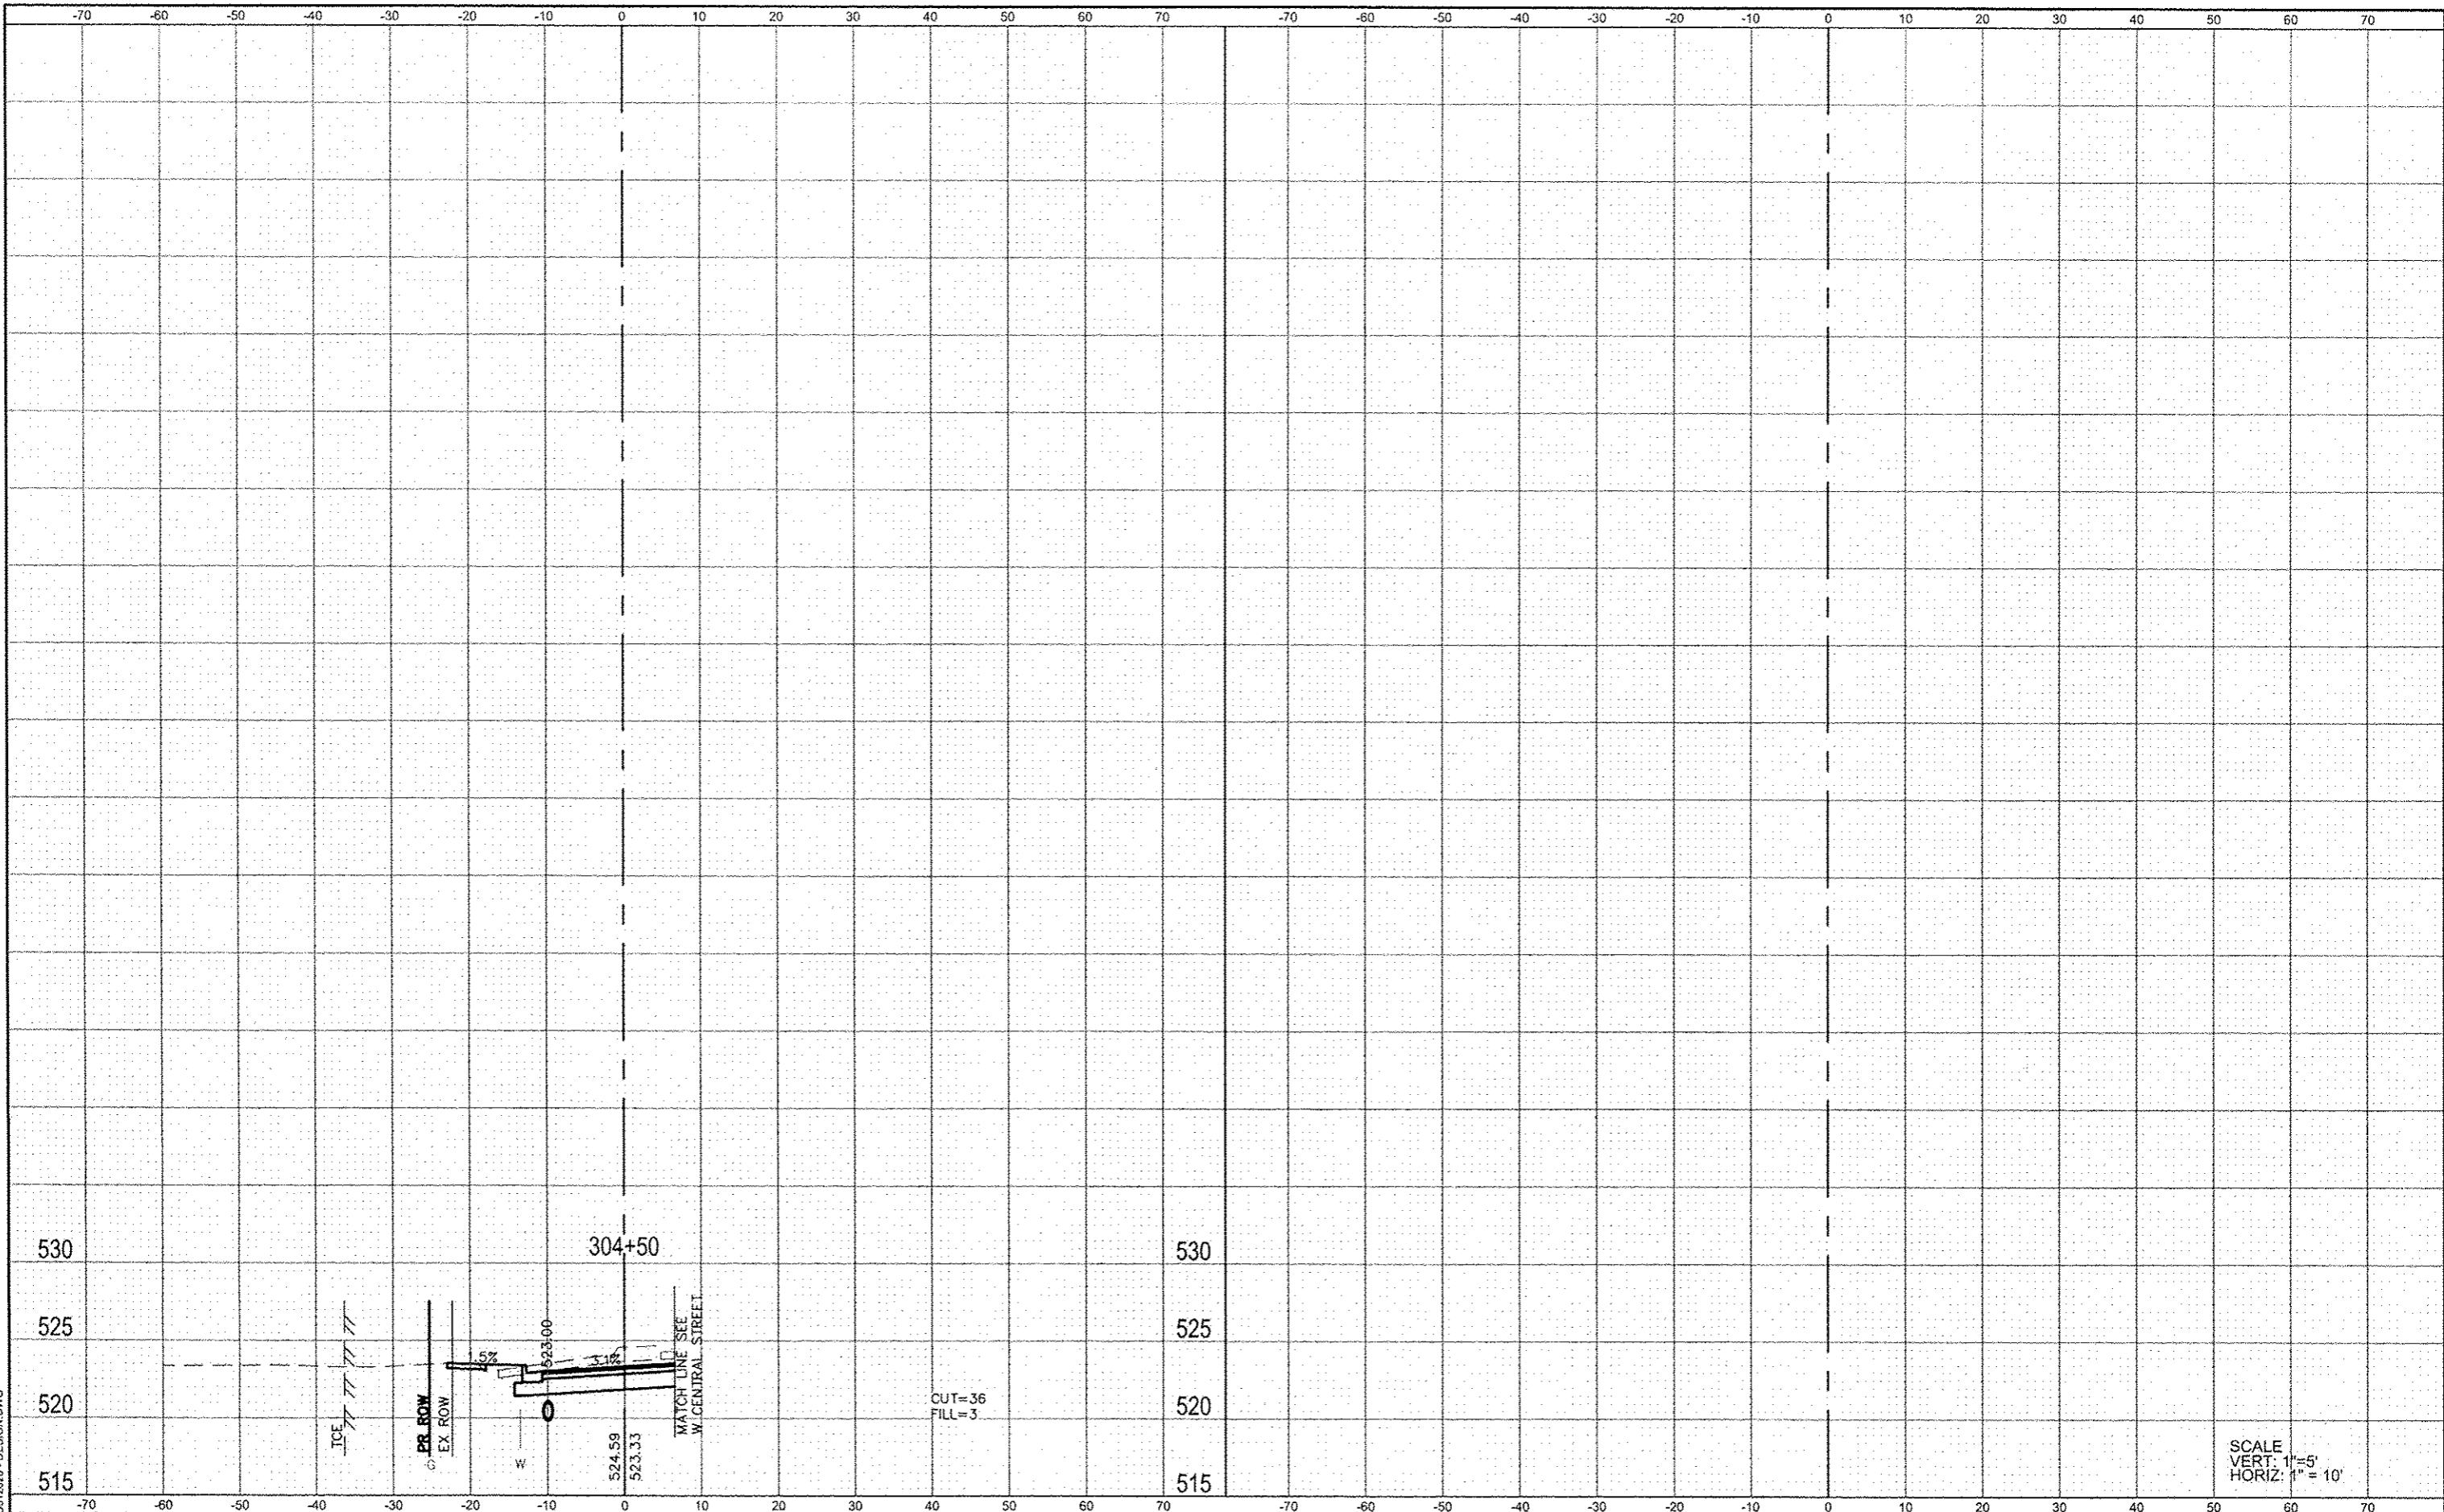 -70 -60 -50 -40 -30 -20 -10 0 10 20 30 40 50 60 70 -70 -60 -50 -40 -30 -20 -10 0 10 20 30 40 50 60 70
530 304+50 530
525 525
520 520
515 515
1.5%
523.00
3.1%
TCE
PR ROW
EX ROW
G
W
524.59
523.33
MATCH LINE SEE
W CENTRAL STREET
CUT=36
FILL=3
SCALE
VERT: 1"=5'
HORIZ: 1" = 10'
-70 -60 -50 -40 -30 -20 -10 0 10 20 30 40 50 60 70 -70 -60 -50 -40 -30 -20 -10 0 10 20 30 40 50 60 70